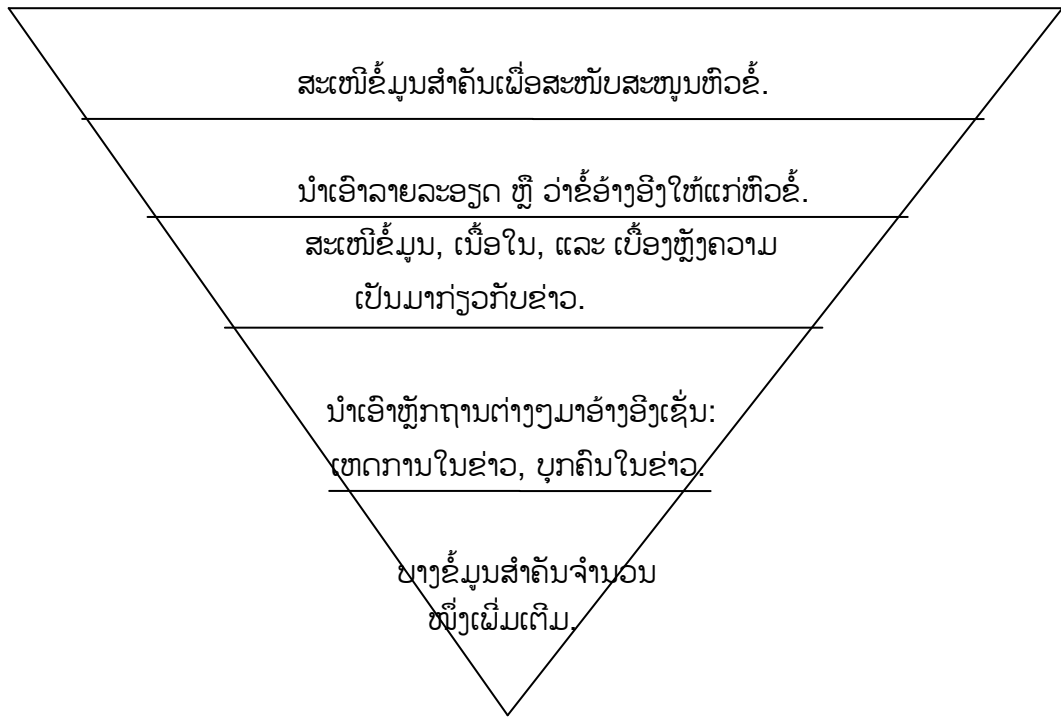 ສະເໜີຂໍ້ມູນສຳຄັນເພື່ອສະໜັບສະໜູນຫົວຂໍ້.
ນຳເອົາລາຍລະອຽດ ຫຼື ວ່າຂໍ້ອ້າງອີງໃຫ້ແກ່ຫົວຂໍ້.
ສະເໜີຂໍ້ມູນ, ເນື້ອໃນ, ແລະ ເບື້ອງຫຼັງຄວາມ
ເປັນມາກ່ຽວກັບຂ່າວ.
ນຳເອົາຫຼັກຖານຕ່າງໆມາອ້າງອີງເຊັ່ນ:
ເຫດການໃນຂ່າວ, ບຸກຄົນໃນຂ່າວ.
ບາງຂໍ້ມູນສຳຄັນຈຳນວນ
ໜຶ່ງເພີ່ມເຕີມ.